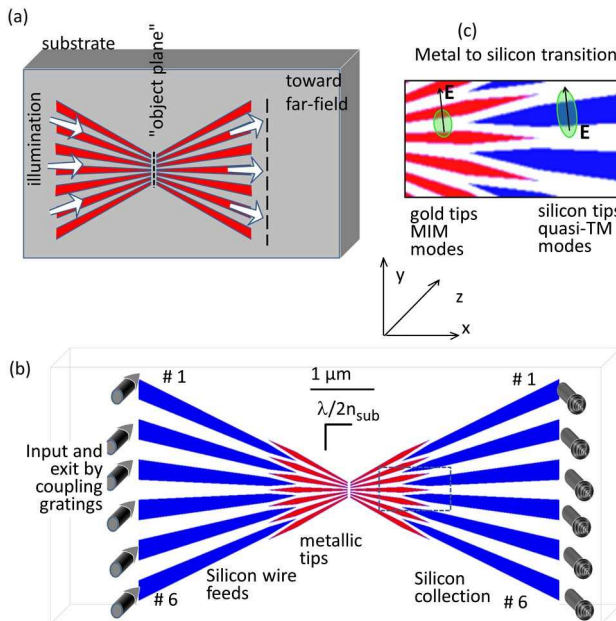 (a)
substrate
"object plane"
illumination
toward
far-field
(c)
Metal to silicon transition
E
E
gold tips
MIM
modes
silicon tips
quasi-TM
modes
y
z
x
(b)
# 1
1 µm
λ/2nsub
# 1
Input and
exit by
coupling
gratings
metallic
tips
Silicon wire
feeds
Silicon
collection
# 6
# 6